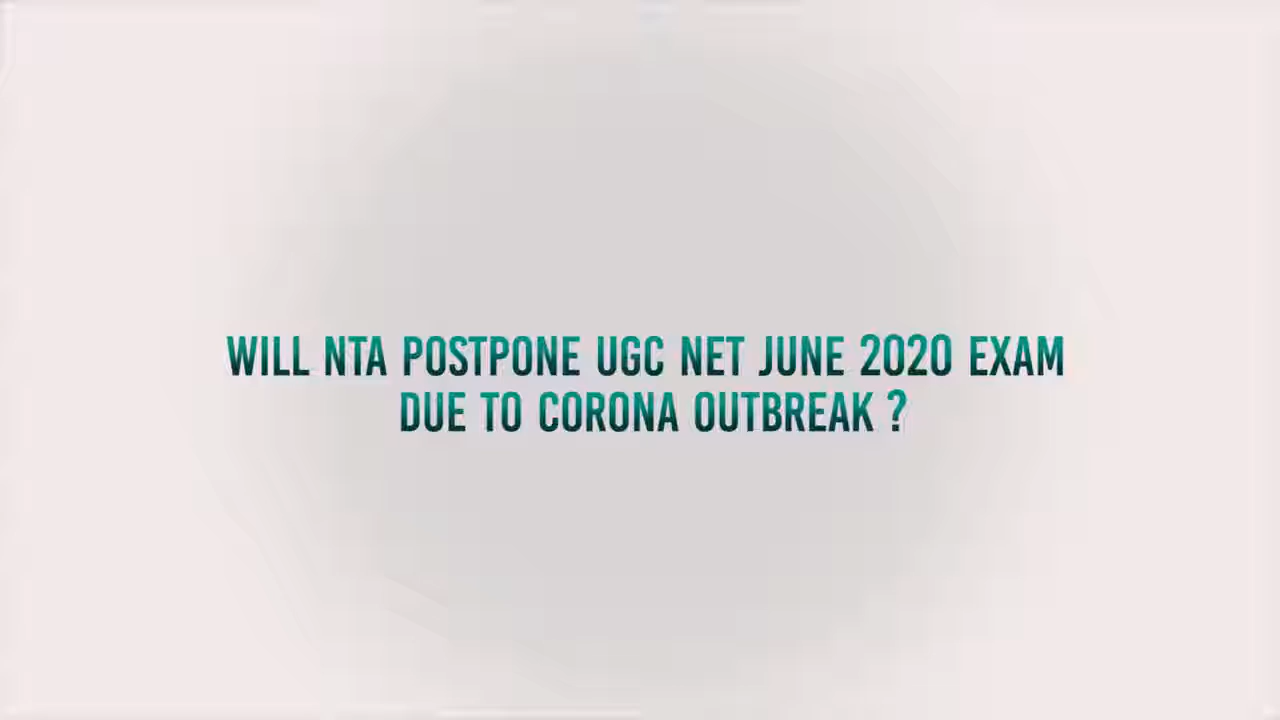 WILL NTA POSTPONE UGC NET JUNE 2020 EXAM
DUE TO CORONA OUTBREAK ?